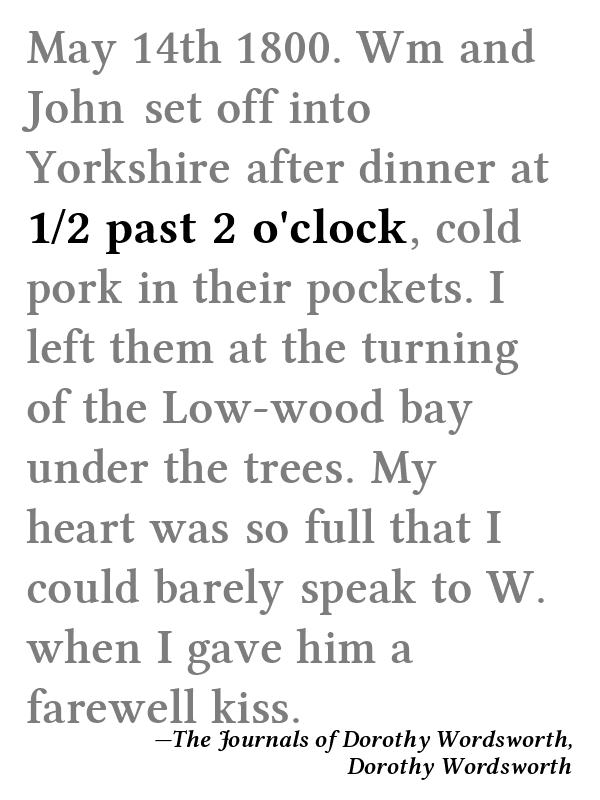 May 14th 1800. Wm and
John set off into
Yorkshire after dinner at
1/2 past 2 o'clock, cold
pork in their pockets. I
left them at the turning
of the Low-wood bay
under the trees. My
heart was so full that I
could barely speak to W.
when I gave him a
farewell kiss.
—The Journals of Dorothy Wordsworth,
Dorothy Wordsworth